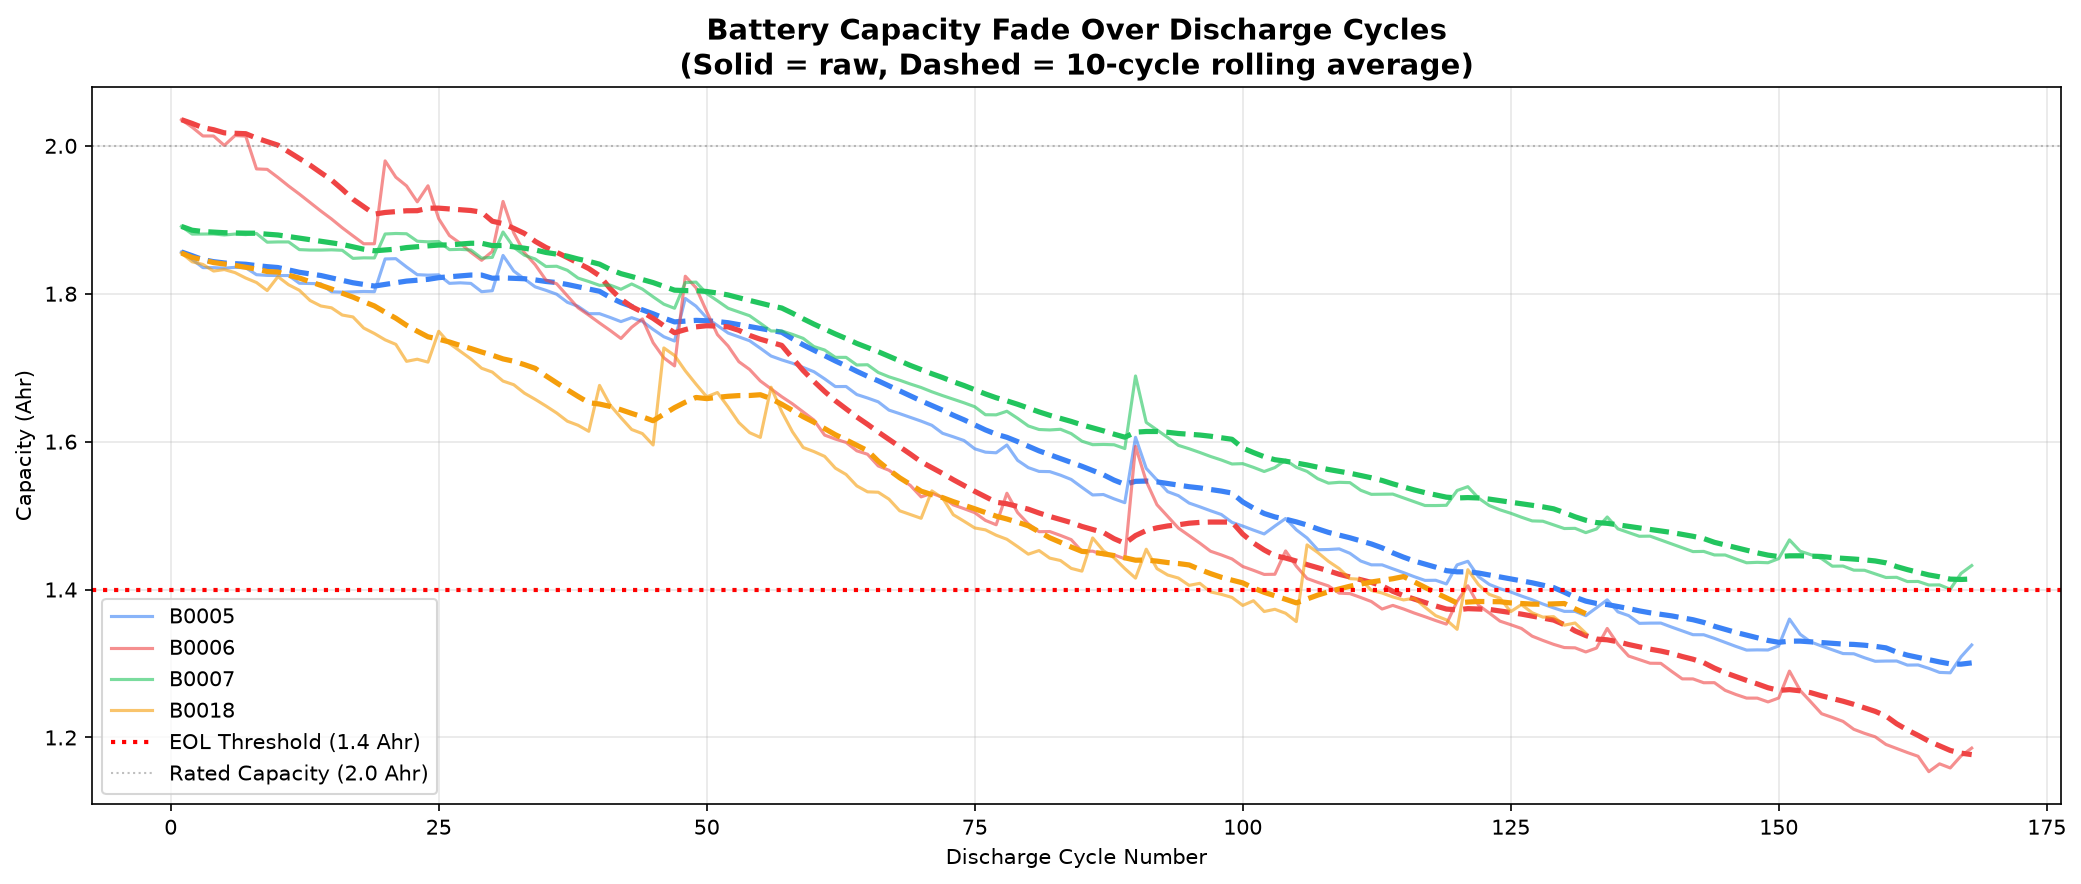 Battery Capacity Fade Over Discharge Cycles
(Solid = raw, Dashed = 10-cycle rolling average)
Capacity (Ahr)
2.0
1.8
1.6
1.4
1.2
B0005
B0006
B0007
B0018
EOL Threshold (1.4 Ahr)
Rated Capacity (2.0 Ahr)
0 25 50 75 100 125 150 175
Discharge Cycle Number